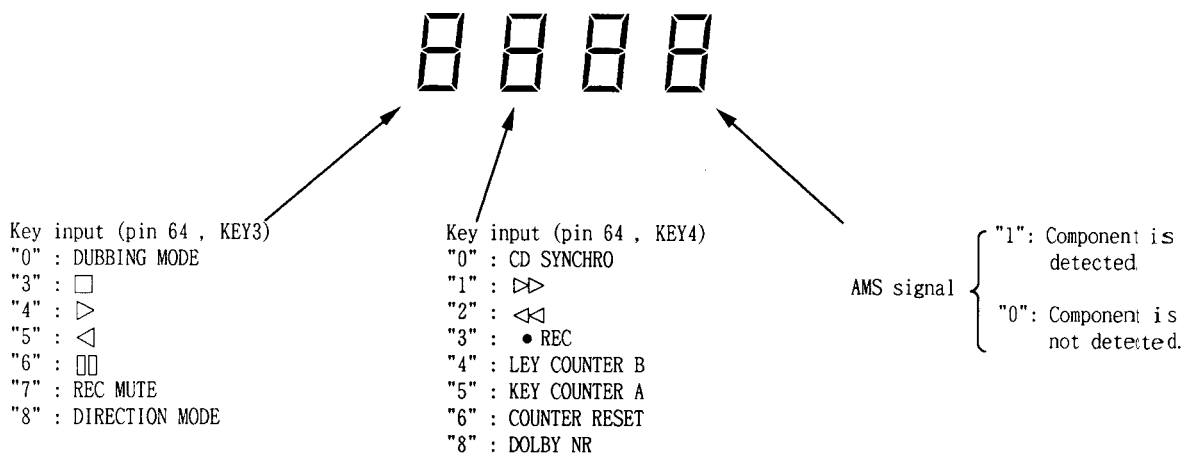 Key input (pin 64 , KEY3)
"0" : DUBBING MODE
"3" : □
"4" : ▷
"5" : ◁
"6" : ▯▯
"7" : REC MUTE
"8" : DIRECTION MODE
Key input (pin 64 , KEY4)
"0" : CD SYNCHRO
"1" : ▷▷
"2" : ◁◁
"3" : ● REC
"4" : LEY COUNTER B
"5" : KEY COUNTER A
"6" : COUNTER RESET
"8" : DOLBY NR
AMS signal
"1": Component is
detected.
"0": Component is
not detected.